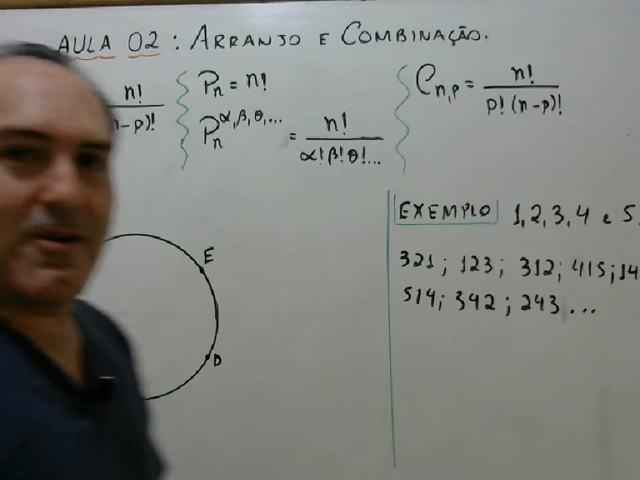 AULA 02 : ARRANJO E COMBINAÇÃO.
n!
n-p)!
Pn = n!
Pn^α,β,θ,... = n! / α!β!θ!...
Cn,p = n! / p!(n-p)!
E
D
EXEMPLO 1,2,3,4 e 5,
321; 123; 312; 415; 14
514; 342; 243 ...